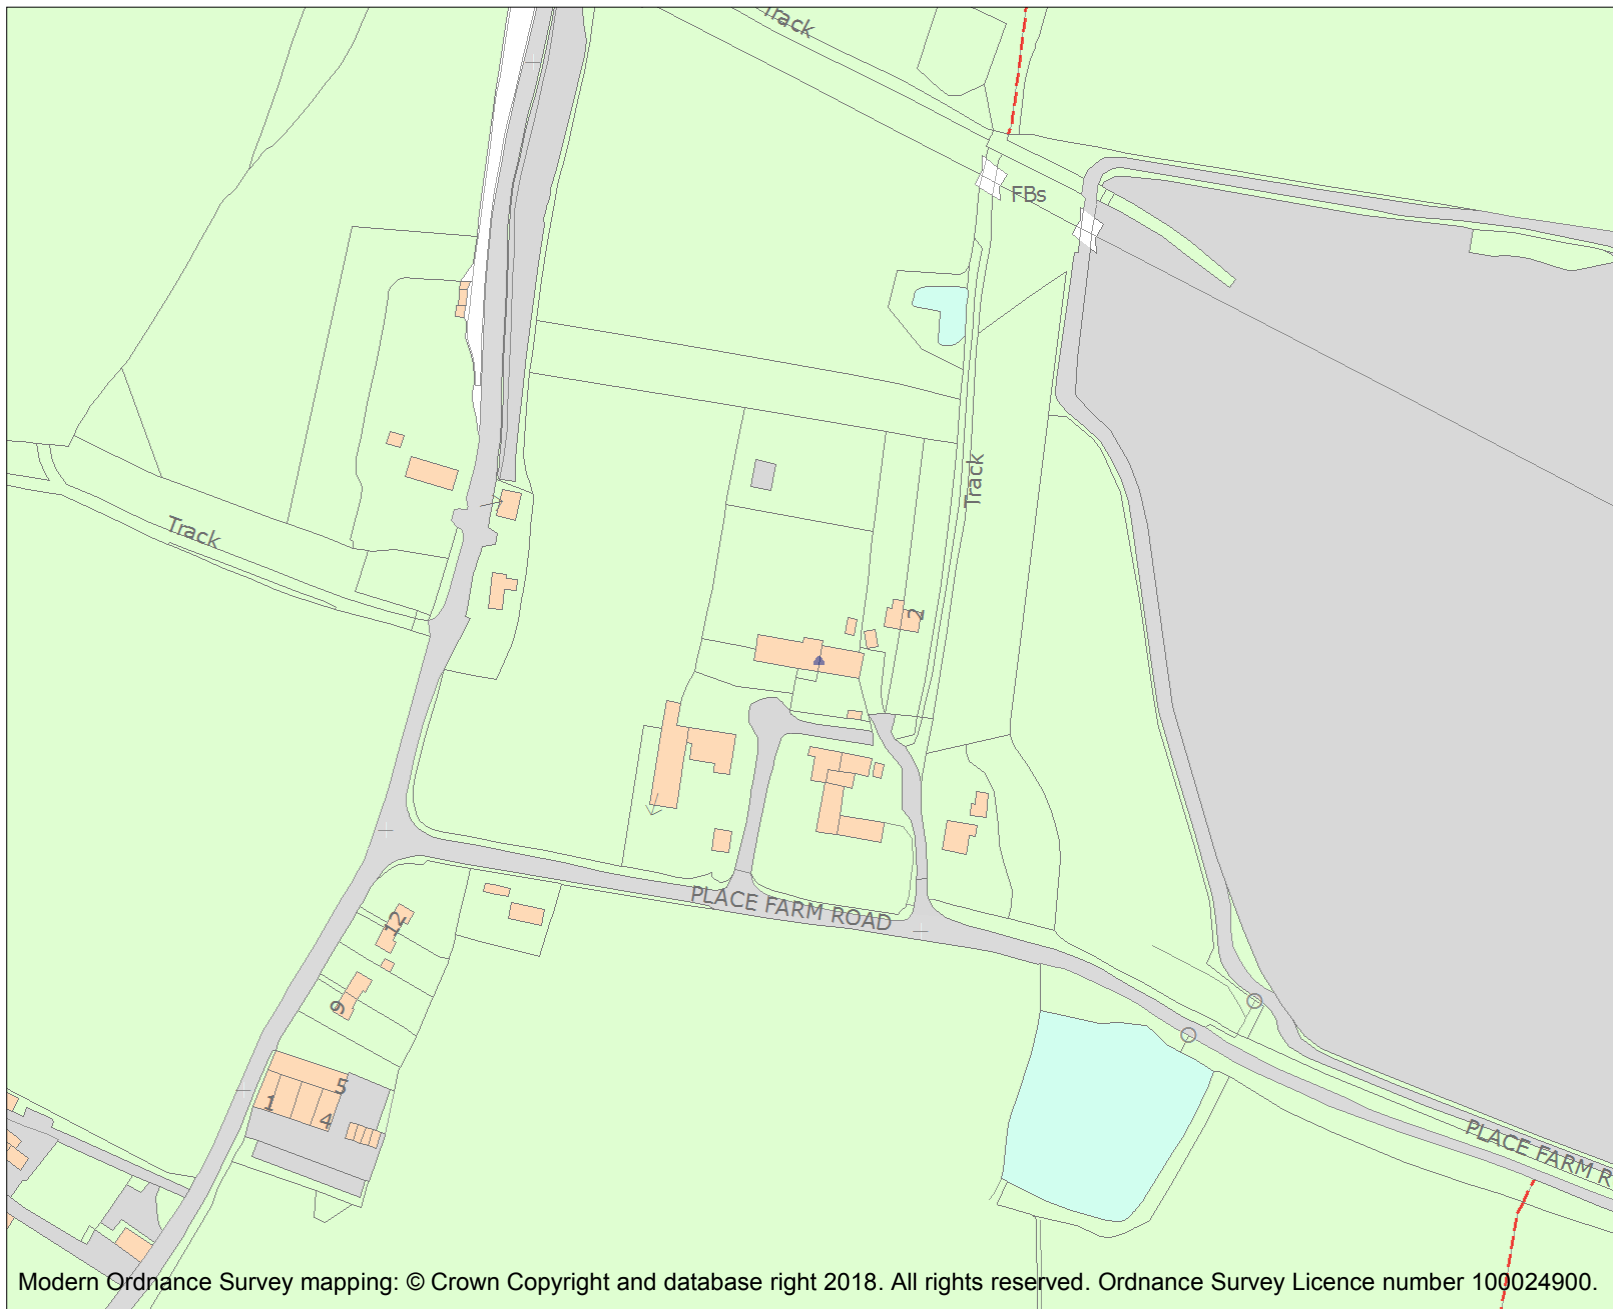 Track
FBs
Track
Track
2
PLACE FARM ROAD
12
9
5
1
4
PLACE FARM R
Modern Ordnance Survey mapping: © Crown Copyright and database right 2018. All rights reserved. Ordnance Survey Licence number 100024900.